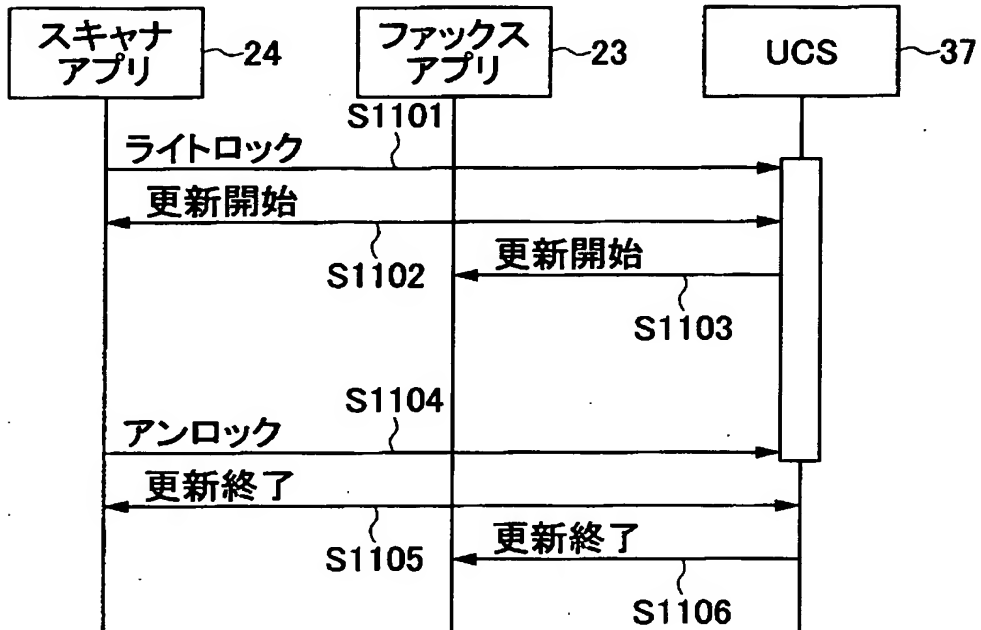 スキャナ
アプリ
24
ファックス
アプリ
23
UCS
37
S1101
ライトロック
更新開始
S1102
更新開始
S1103
S1104
アンロック
更新終了
S1105
更新終了
S1106